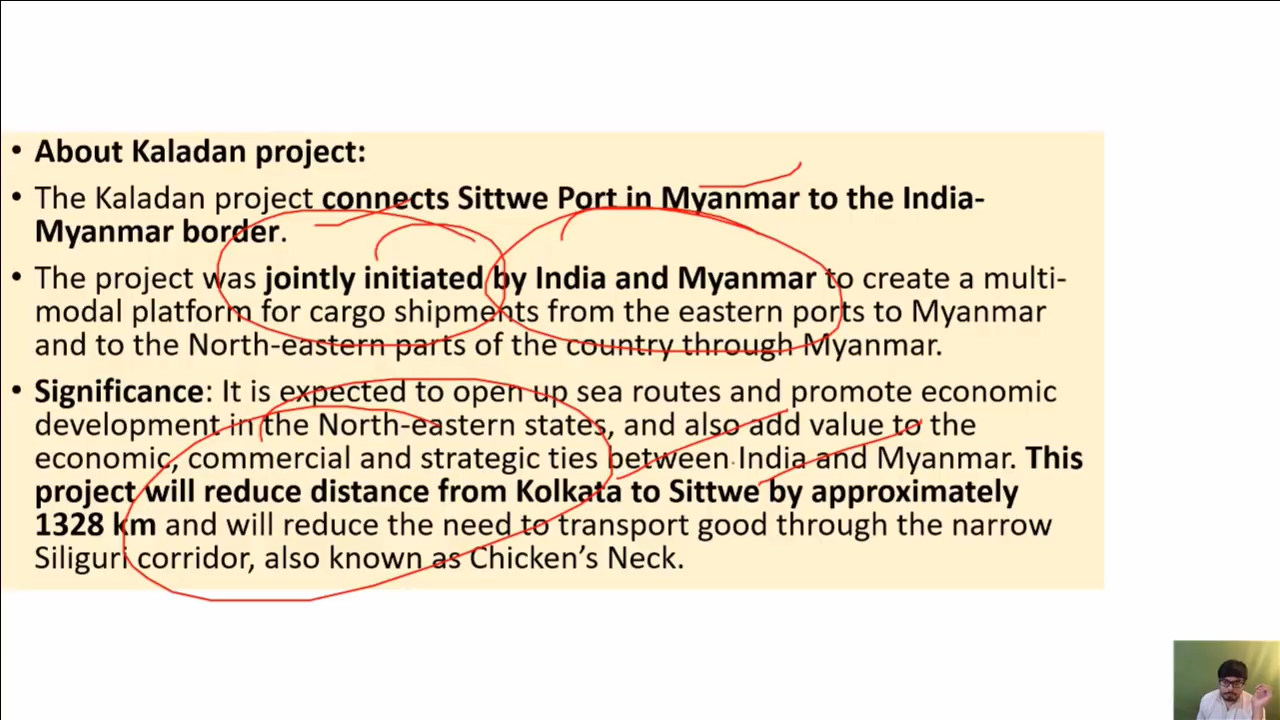 • About Kaladan project:
• The Kaladan project connects Sittwe Port in Myanmar to the India-
Myanmar border.
• The project was jointly initiated by India and Myanmar to create a multi-
modal platform for cargo shipments from the eastern ports to Myanmar
and to the North-eastern parts of the country through Myanmar.
• Significance: It is expected to open up sea routes and promote economic
development in the North-eastern states, and also add value to the
economic, commercial and strategic ties between India and Myanmar. This
project will reduce distance from Kolkata to Sittwe by approximately
1328 km and will reduce the need to transport good through the narrow
Siliguri corridor, also known as Chicken’s Neck.